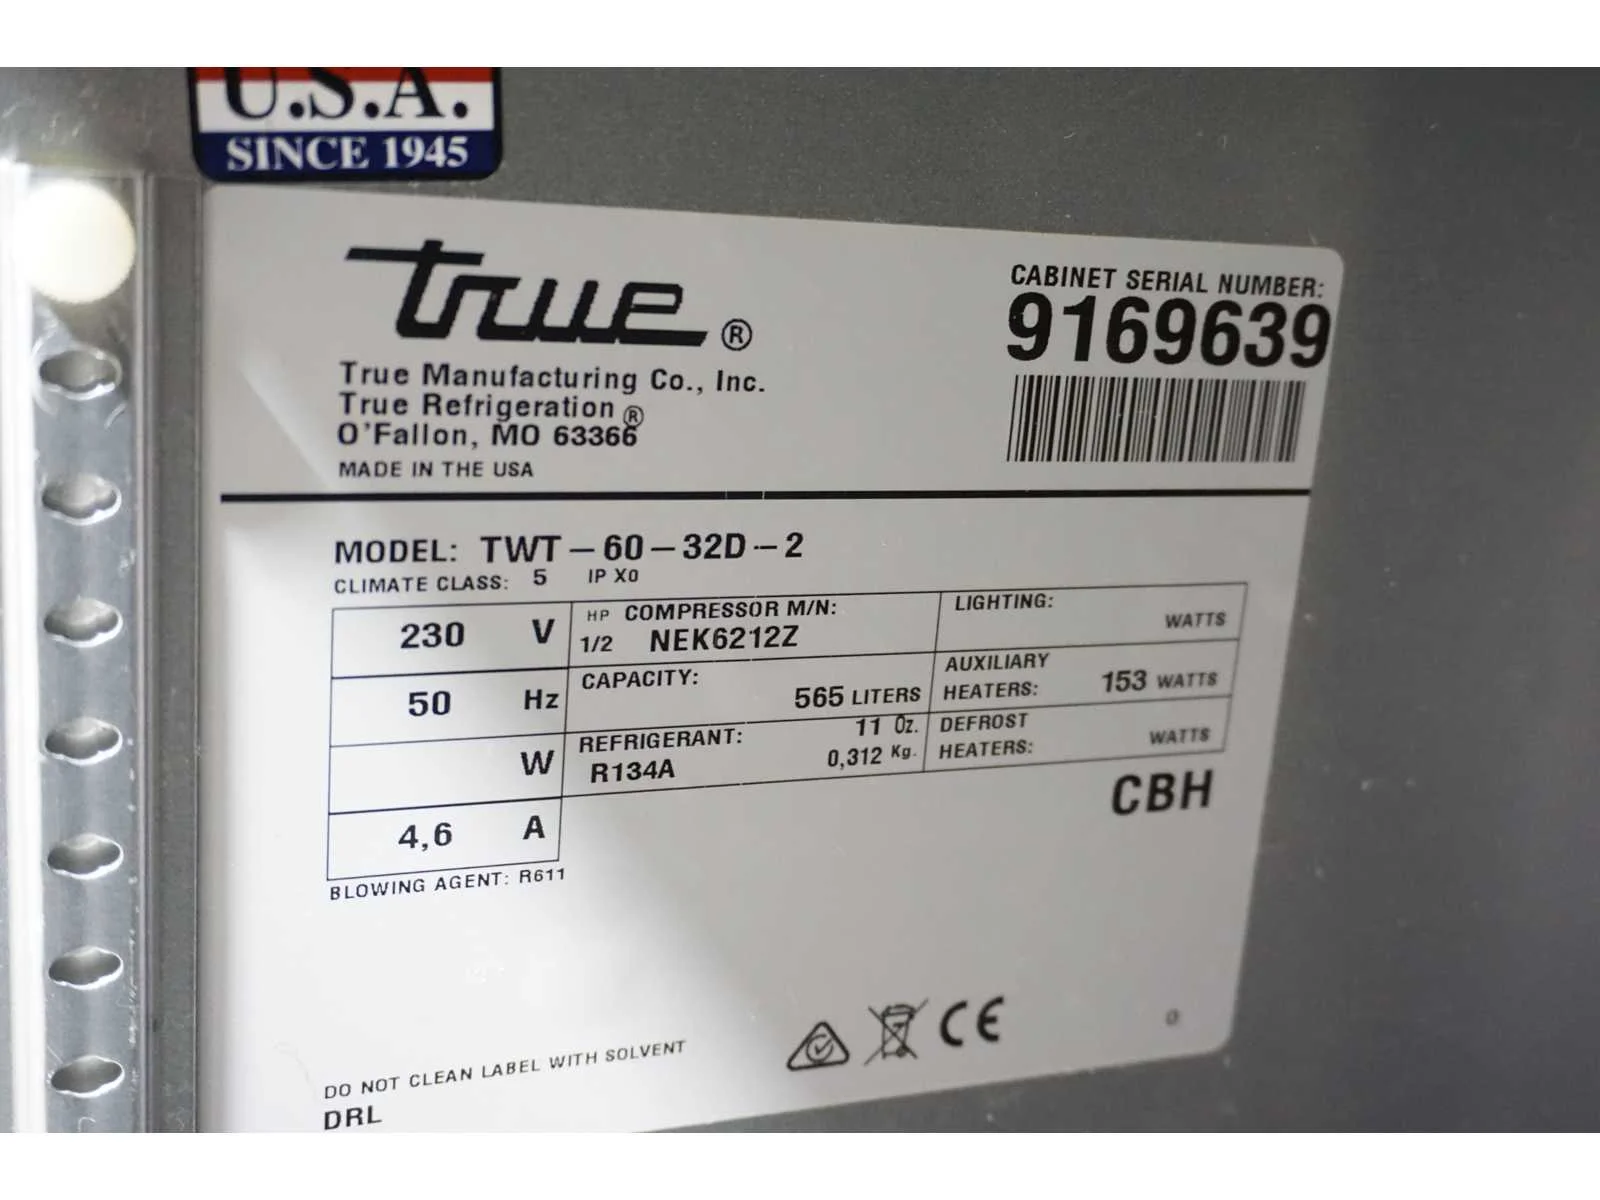 U.S.A.
SINCE 1945
true®
True Manufacturing Co., Inc.
True Refrigeration ®
O'Fallon, MO 63366
MADE IN THE USA
CABINET SERIAL NUMBER:
9169639
MODEL: TWT-60-32D-2
CLIMATE CLASS: 5 IP X0
230 V
50 Hz
W
4,6 A
HP COMPRESSOR M/N:
1/2 NEK6212Z
CAPACITY:
565 LITERS
REFRIGERANT: 11 Oz.
R134A 0,312 Kg.
LIGHTING:
WATTS
AUXILIARY
HEATERS: 153 WATTS
DEFROST
HEATERS: WATTS
CBH
BLOWING AGENT: R611
CE
0
DO NOT CLEAN LABEL WITH SOLVENT
DRL